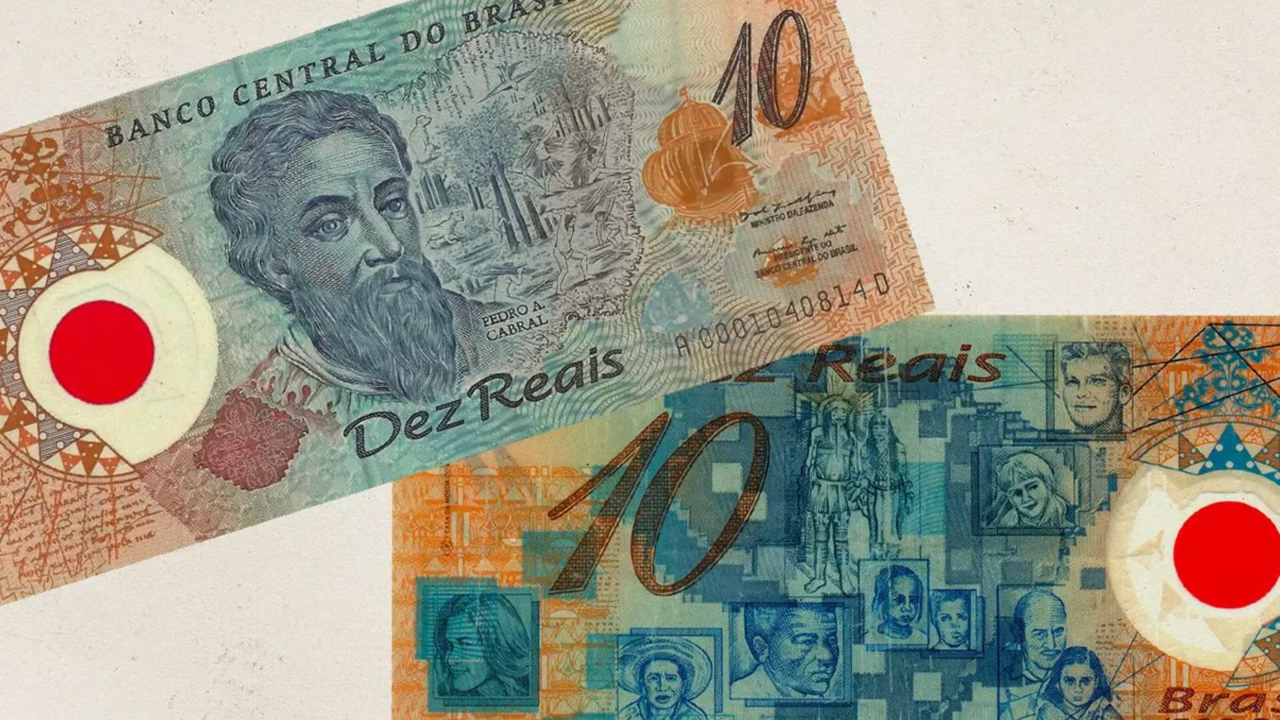 BANCO CENTRAL DO BRASIL
10
MINISTRO DA FAZENDA
PRESIDENTE DO
BANCO CENTRAL DO BRASIL
PEDRO A.
CABRAL
A 0001040814 D
Dez Reais
Reais
10
Bras